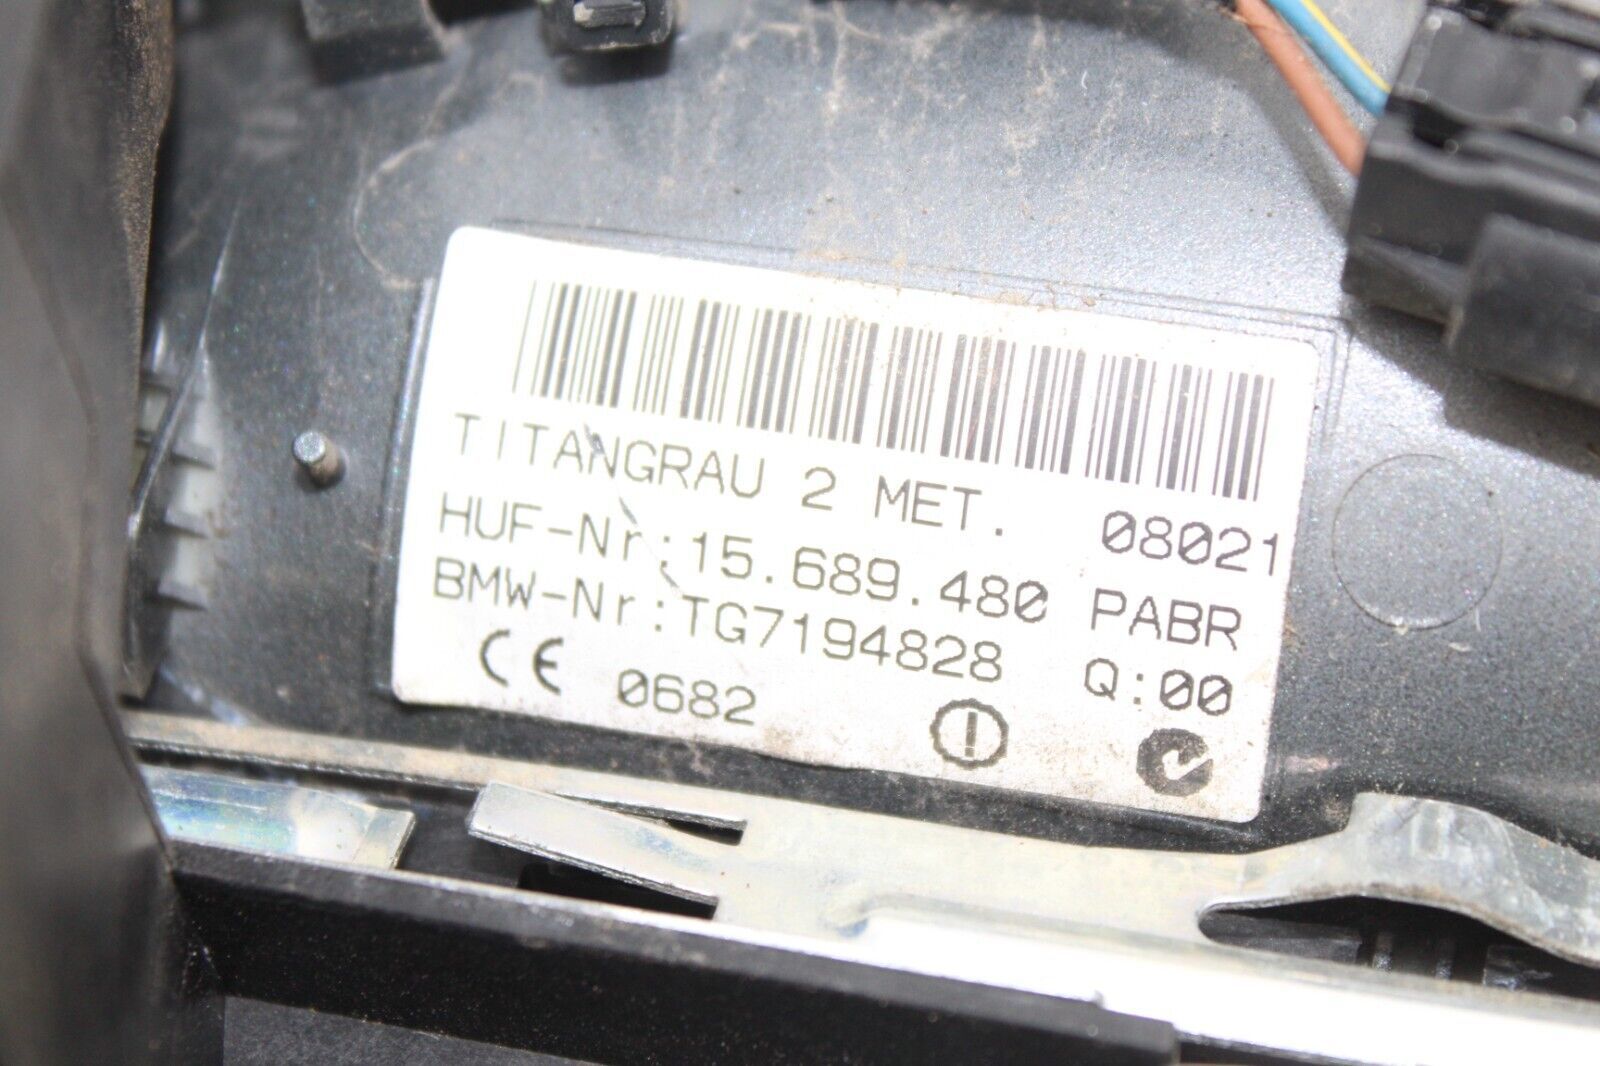 TITANGRAU 2 MET. 08021
HUF-Nr:15.689.480 PABR
BMW-Nr:TG7194828 Q:00
CE 0682